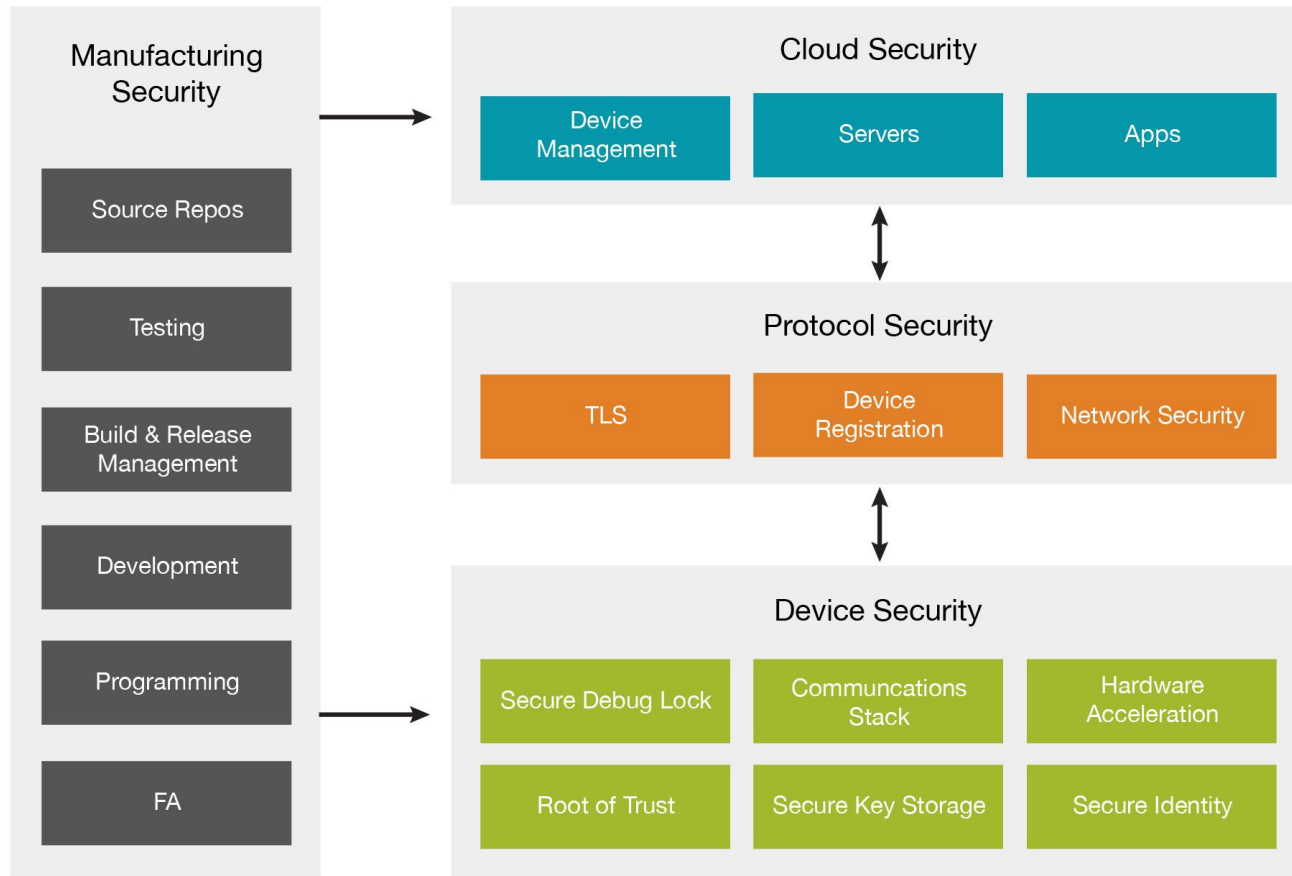 Manufacturing
Security
Source Repos
Testing
Build & Release
Management
Development
Programming
FA
Cloud Security
Device
Management
Servers
Apps
Protocol Security
TLS
Device
Registration
Network Security
Device Security
Secure Debug Lock
Communcations
Stack
Hardware
Acceleration
Root of Trust
Secure Key Storage
Secure Identity